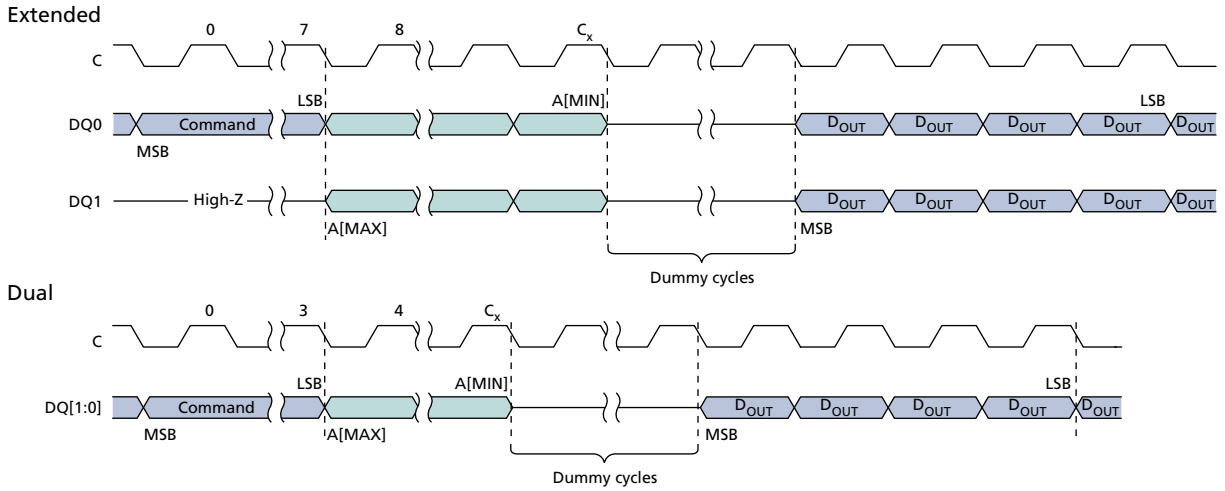 Extended
0 7 8 Cx
C
LSB A[MIN] LSB
DQ0 Command DOUT DOUT DOUT DOUT DOUT
MSB
DQ1 High-Z DOUT DOUT DOUT DOUT DOUT
A[MAX] MSB
Dummy cycles
Dual
0 3 4 Cx
C
LSB A[MIN] LSB
DQ[1:0] Command DOUT DOUT DOUT DOUT DOUT
MSB A[MAX] MSB
Dummy cycles